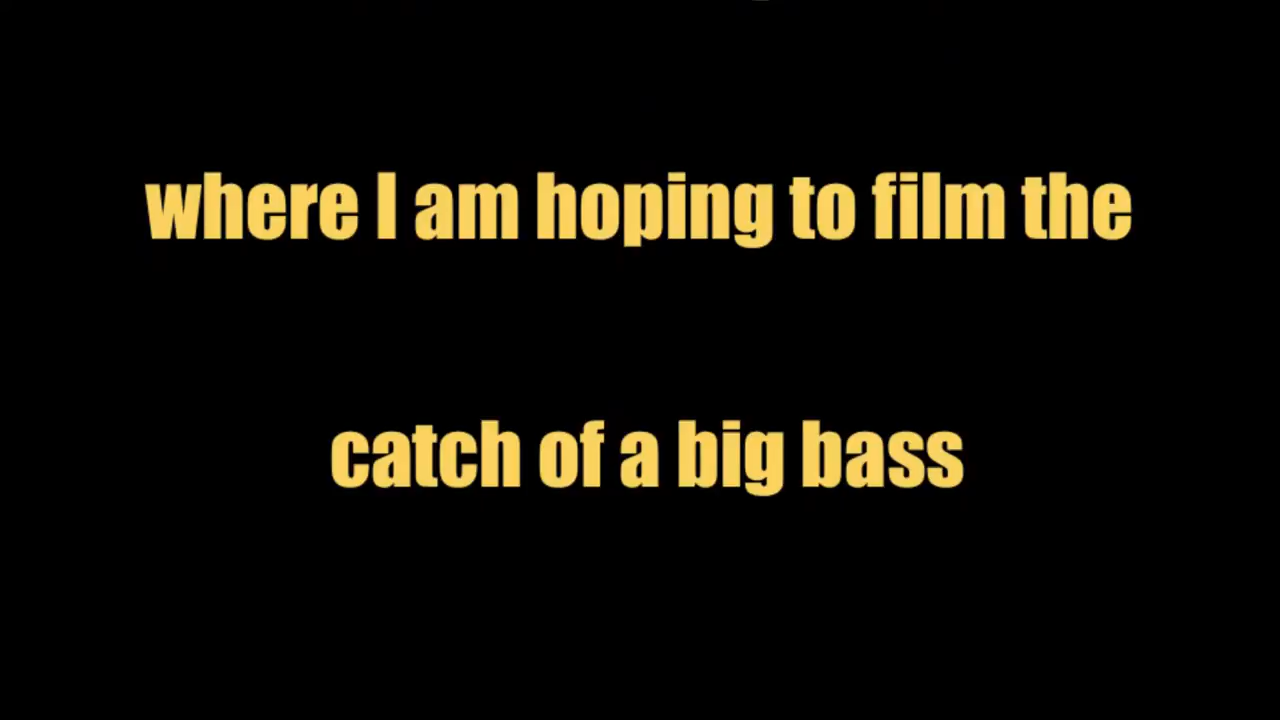 where I am hoping to film the
catch of a big bass